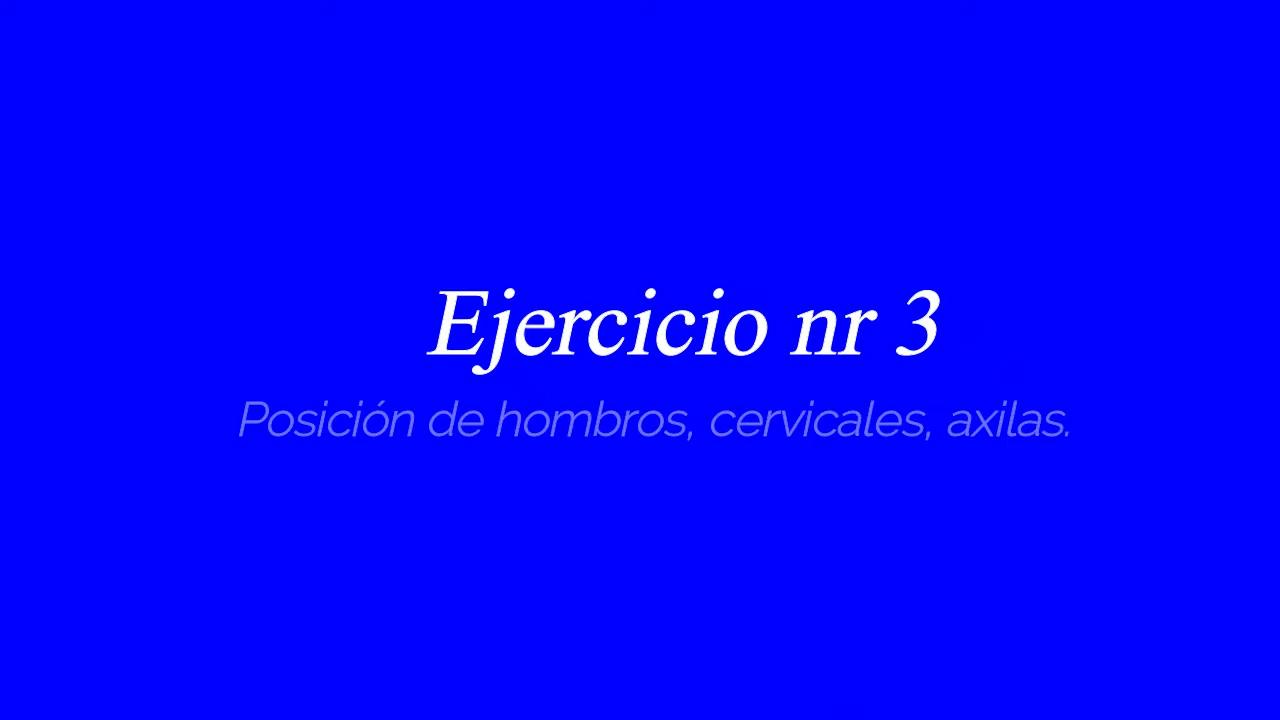 Ejercicio nr 3
Posición de hombros, cervicales, axilas.